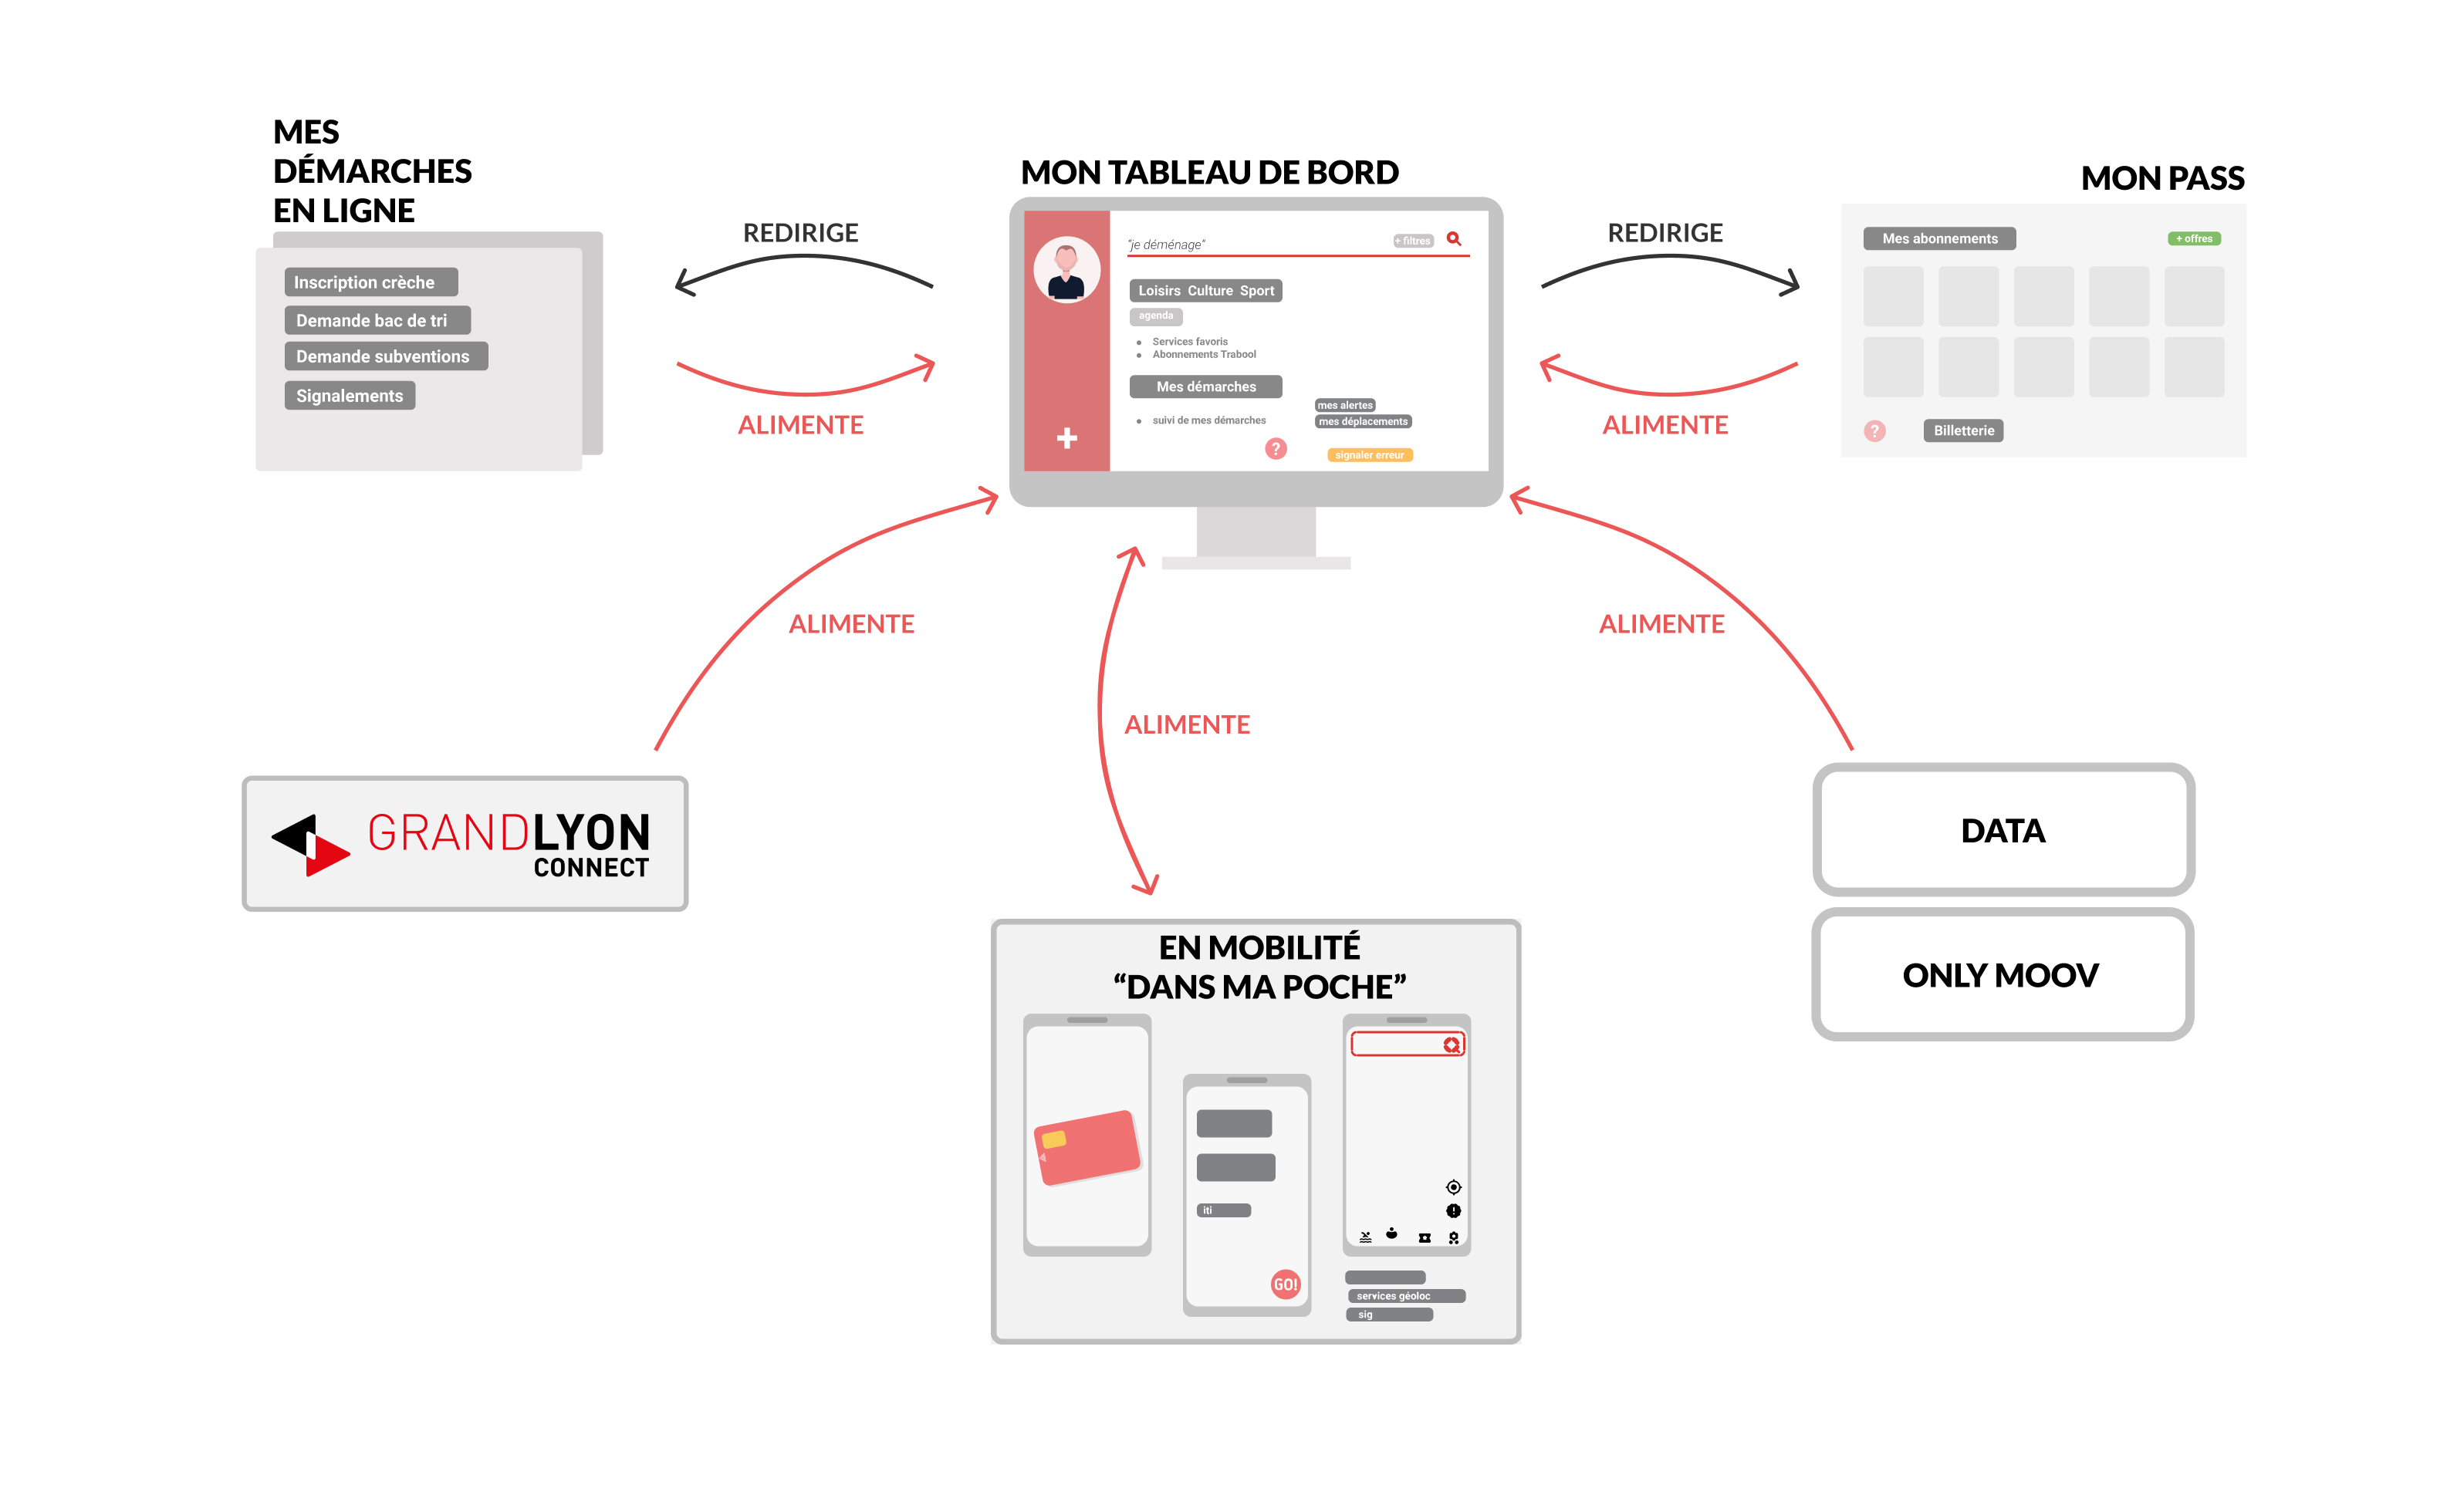 MES
DÉMARCHES
EN LIGNE
Inscription crèche
Demande bac de tri
Demande subventions
Signalements
REDIRIGE
ALIMENTE
MON TABLEAU DE BORD
"je déménage"
+ filtres
Loisirs Culture Sport
agenda
Services favoris
Abonnements Trabool
Mes démarches
suivi de mes démarches
mes alertes
mes déplacements
?
signaler erreur
REDIRIGE
ALIMENTE
MON PASS
Mes abonnements
+ offres
?
Billetterie
ALIMENTE
ALIMENTE
ALIMENTE
GRANDLYON
CONNECT
DATA
ONLY MOOV
EN MOBILITÉ
“DANS MA POCHE”
iti
GO!
services géoloc
sig